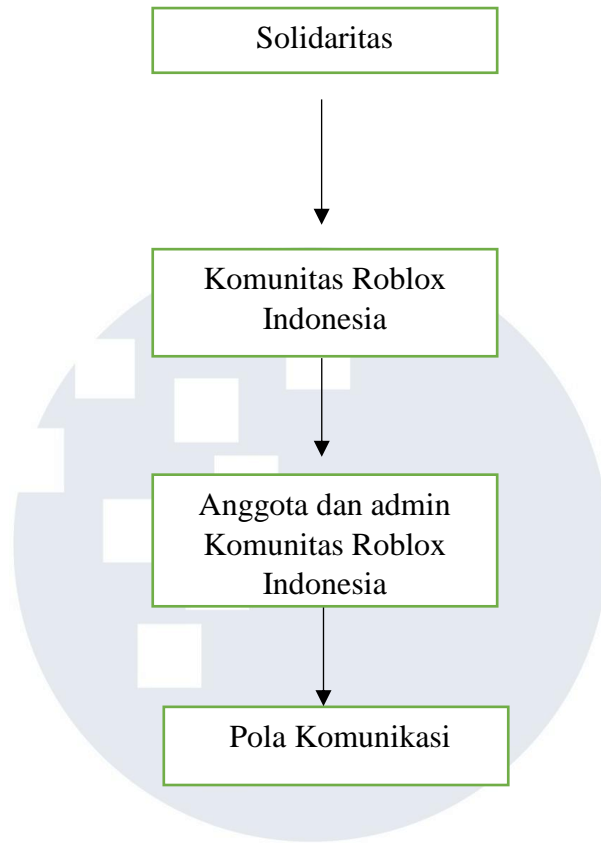 Solidaritas
Komunitas Roblox
Indonesia
Anggota dan admin
Komunitas Roblox
Indonesia
Pola Komunikasi